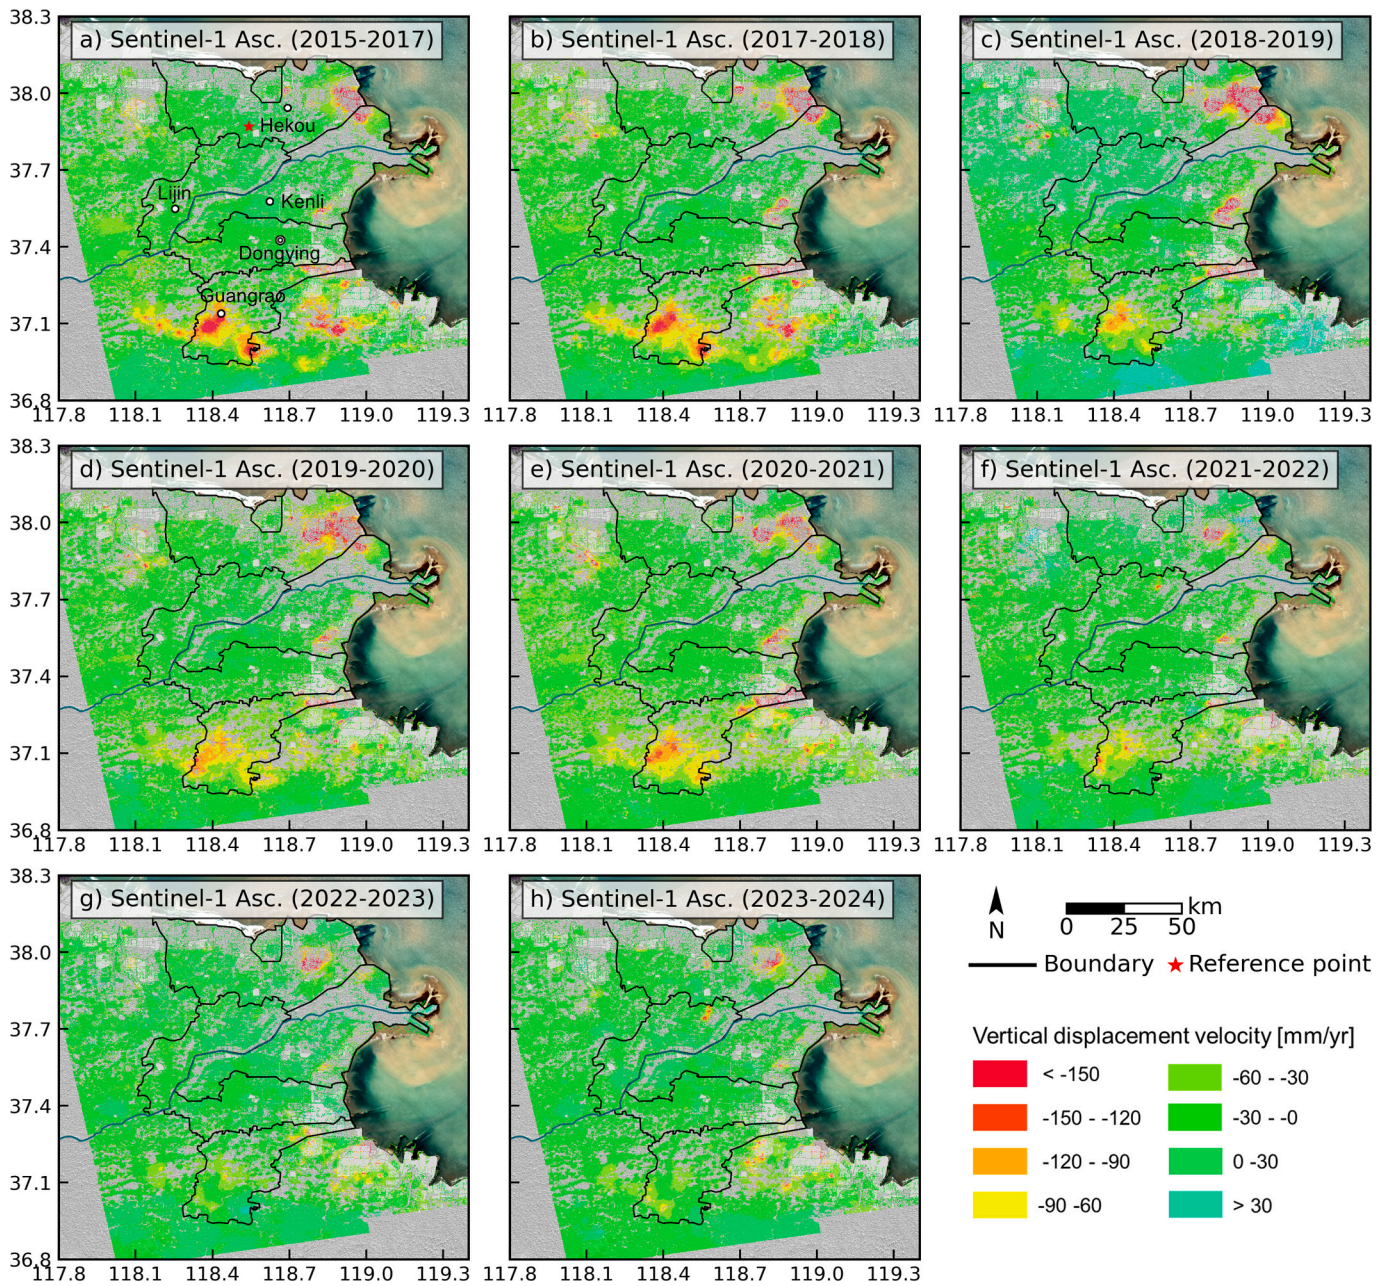 a) Sentinel-1 Asc. (2015-2017)
b) Sentinel-1 Asc. (2017-2018)
c) Sentinel-1 Asc. (2018-2019)
38.3
38.0
37.7
37.4
37.1
36.8
Hekou
Lijin
Kenli
Dongying
Guangrao
117.8 118.1 118.4 118.7 119.0 119.3
117.8 118.1 118.4 118.7 119.0 119.3
117.8 118.1 118.4 118.7 119.0 119.3
d) Sentinel-1 Asc. (2019-2020)
e) Sentinel-1 Asc. (2020-2021)
f) Sentinel-1 Asc. (2021-2022)
38.3
38.0
37.7
37.4
37.1
36.8
117.8 118.1 118.4 118.7 119.0 119.3
117.8 118.1 118.4 118.7 119.0 119.3
117.8 118.1 118.4 118.7 119.0 119.3
g) Sentinel-1 Asc. (2022-2023)
h) Sentinel-1 Asc. (2023-2024)
38.3
38.0
37.7
37.4
37.1
36.8
117.8 118.1 118.4 118.7 119.0 119.3
117.8 118.1 118.4 118.7 119.0 119.3
N
km
0 25 50
Boundary
Reference point
Vertical displacement velocity [mm/yr]
< -150
-150 - -120
-120 - -90
-90 -60
-60 - -30
-30 - -0
0 -30
> 30